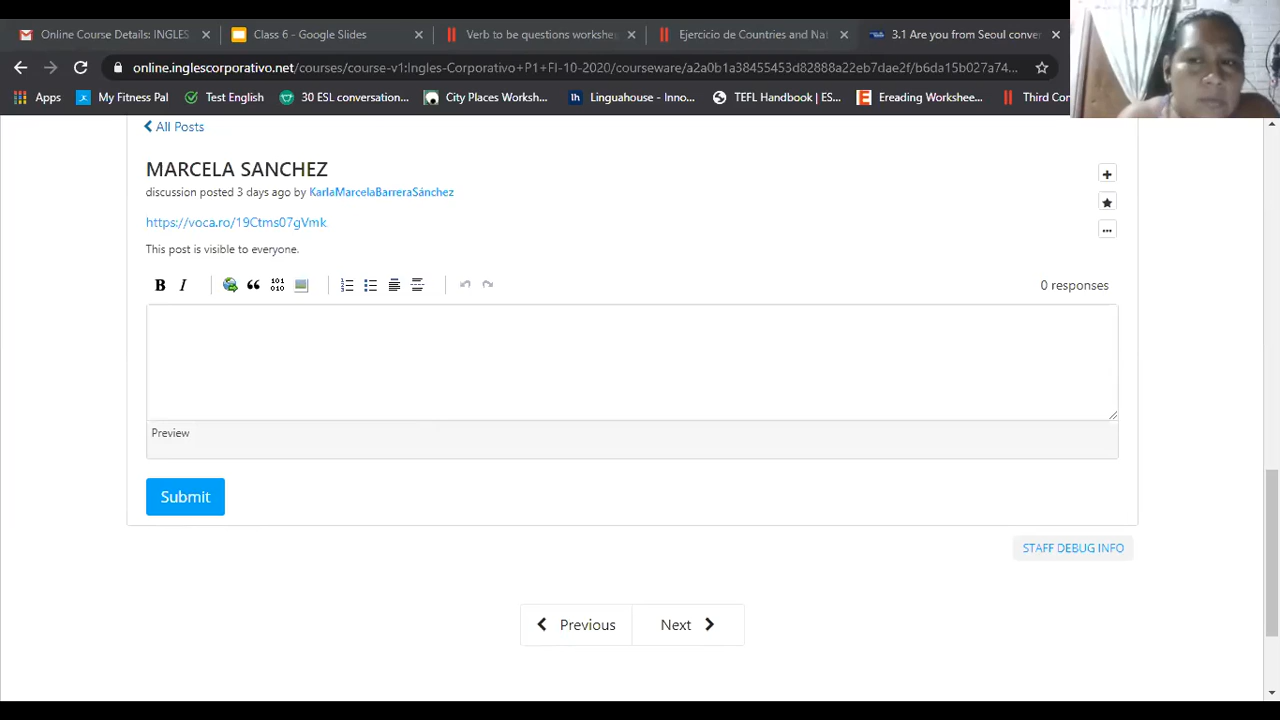 Online Course Details: INGLES
Class 6 - Google Slides
Verb to be questions workshe
Ejercicio de Countries and Nat
3.1 Are you from Seoul conver
online.inglescorporativo.net/courses/course-v1:Ingles-Corporativo+P1+E-10-2020/courseware/a2a0b1a38455453d82888a22eb7dae2f/b6da15b027a74...
Apps
My Fitness Pal
Test English
30 ESL conversation...
City Places Worksh...
Linguahouse - Inno...
TEFL Handbook | ES...
Ereading Workshee...
Third Con
All Posts
MARCELA SANCHEZ
discussion posted 3 days ago by KarlaMarcelaBarreraSánchez
https://voca.ro/19Ctms07gVmk
This post is visible to everyone.
B I 0 responses
Preview
Submit
STAFF DEBUG INFO
Previous
Next